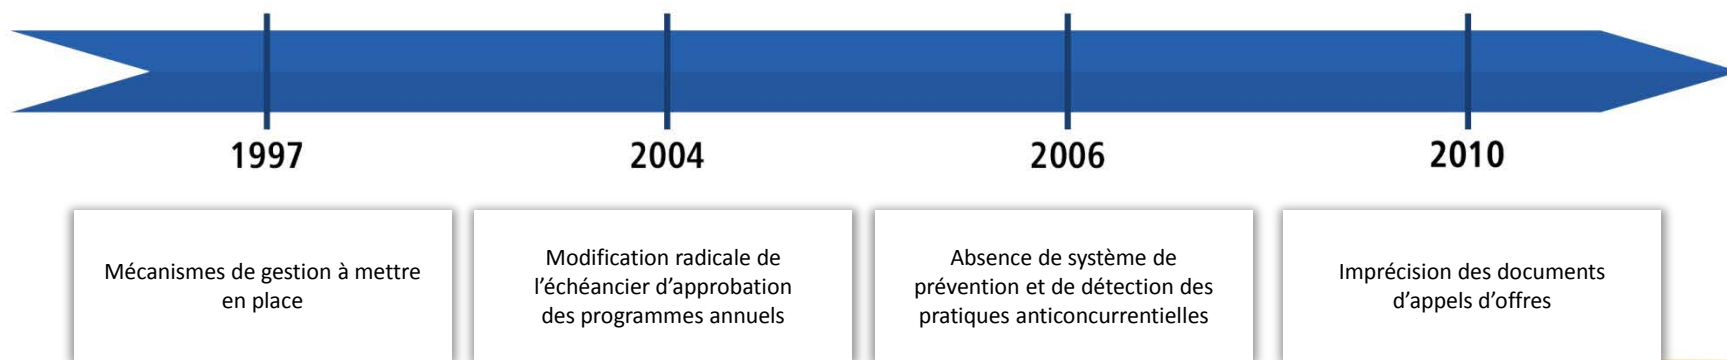 1997
2004
2006
2010
Mécanismes de gestion à mettre
en place
Modification radicale de
l'échéancier d'approbation
des programmes annuels
Absence de système de
prévention et de détection des
pratiques anticoncurrentielles
Imprécision des documents
d'appels d'offres